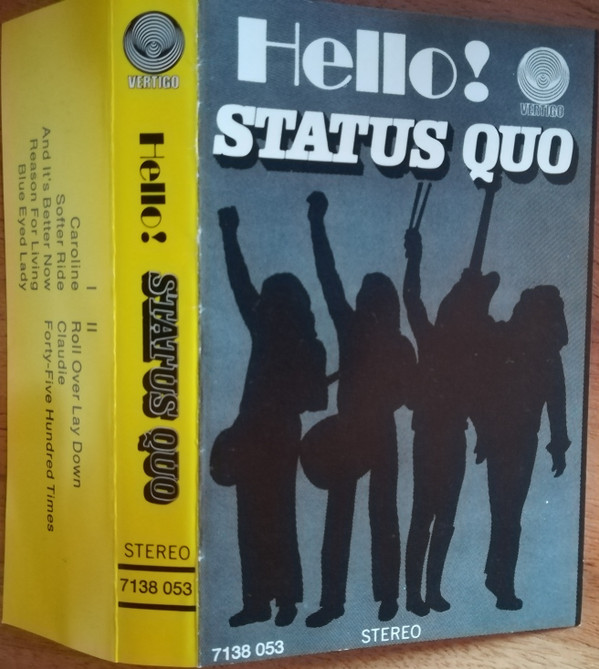 I
Caroline
Softer Ride
And It's Better Now
Reason For Living
Blue Eyed Lady
II
Roll Over Lay Down
Claudie
Forty-Five Hundred Times
VERTIGO
Hello! STATUS QUO
STEREO
7138 053
Hello!
VERTIGO
STATUS QUO
7138 053
STEREO